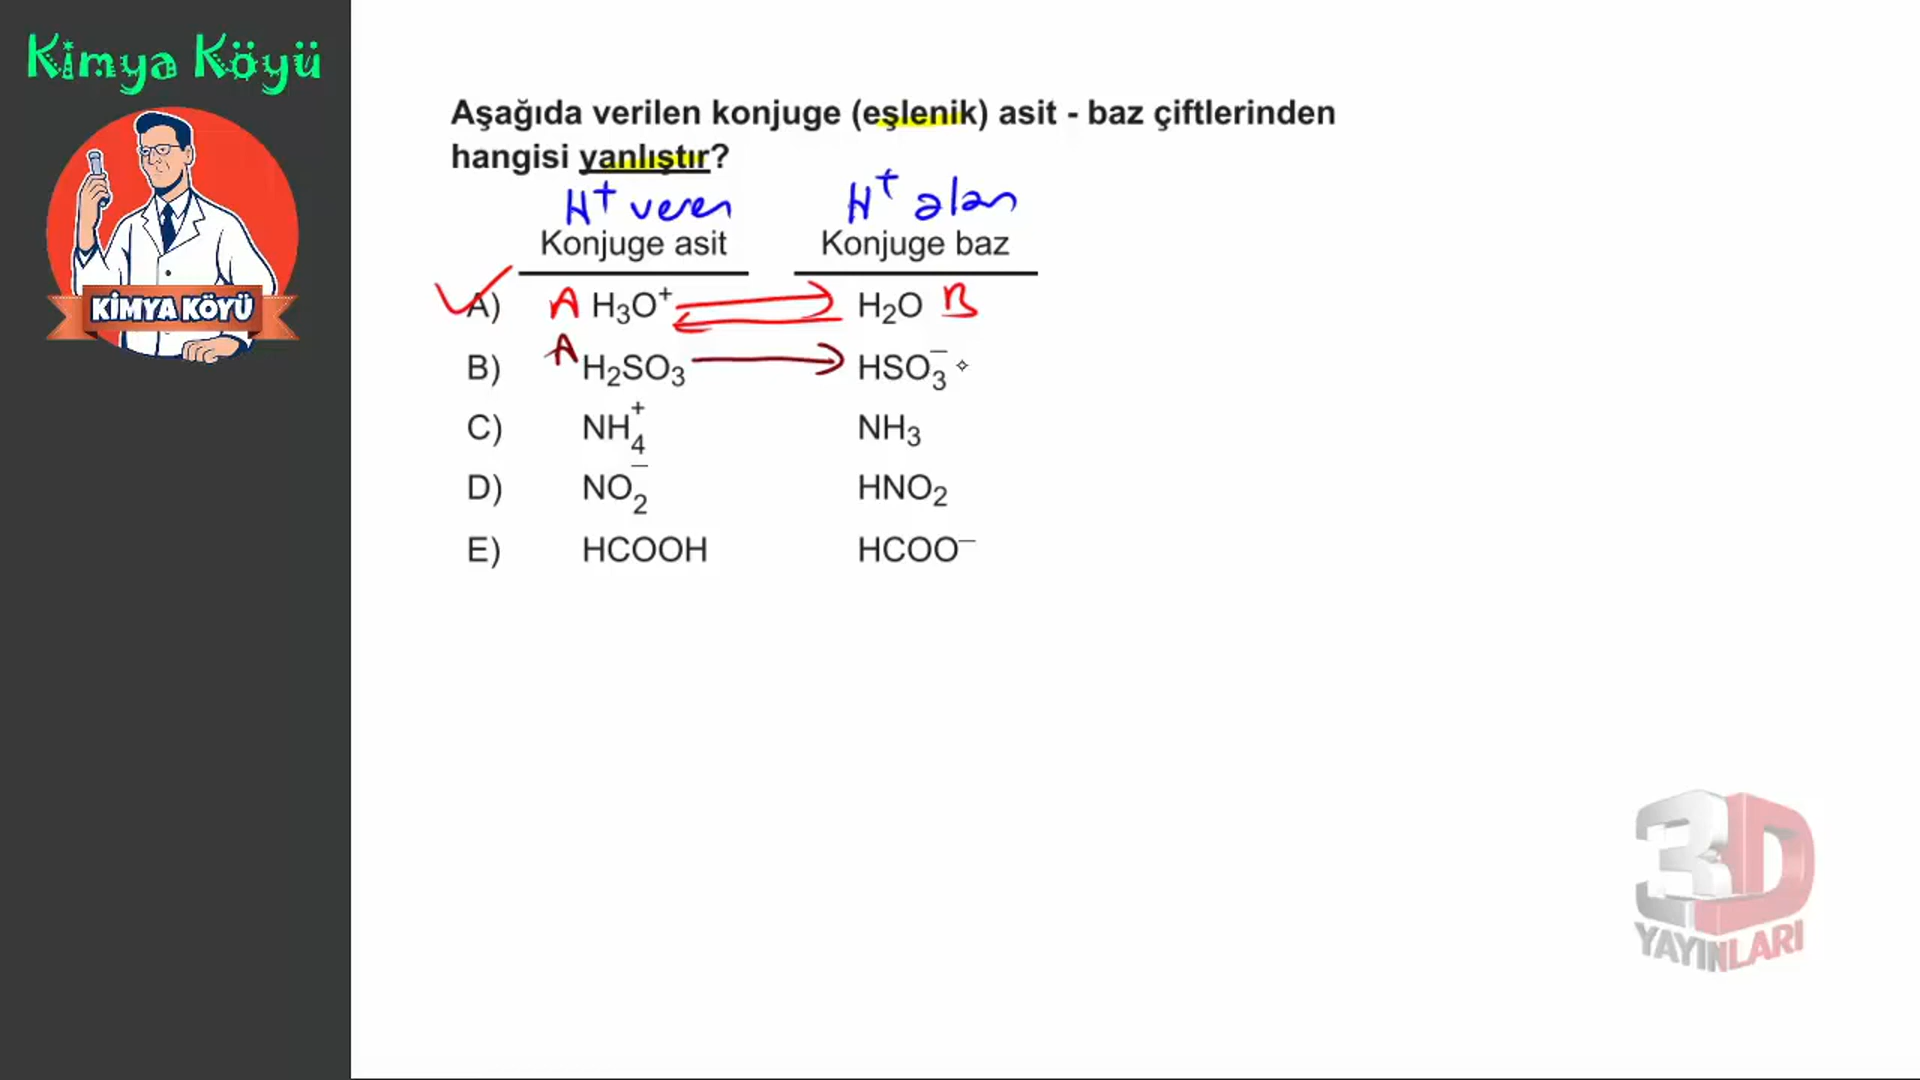 Kimya Köyü
KİMYA KÖYÜ
Aşağıda verilen konjuge (eşlenik) asit - baz çiftlerinden
hangisi yanlıştır?
H⁺ veren H⁺ alan
Konjuge asit Konjuge baz
A) A H₃O⁺ H₂O B
B) A H₂SO₃ HSO₃⁻
C) NH₄⁺ NH₃
D) NO₂⁻ HNO₂
E) HCOOH HCOO⁻
3D
YAYINLARI